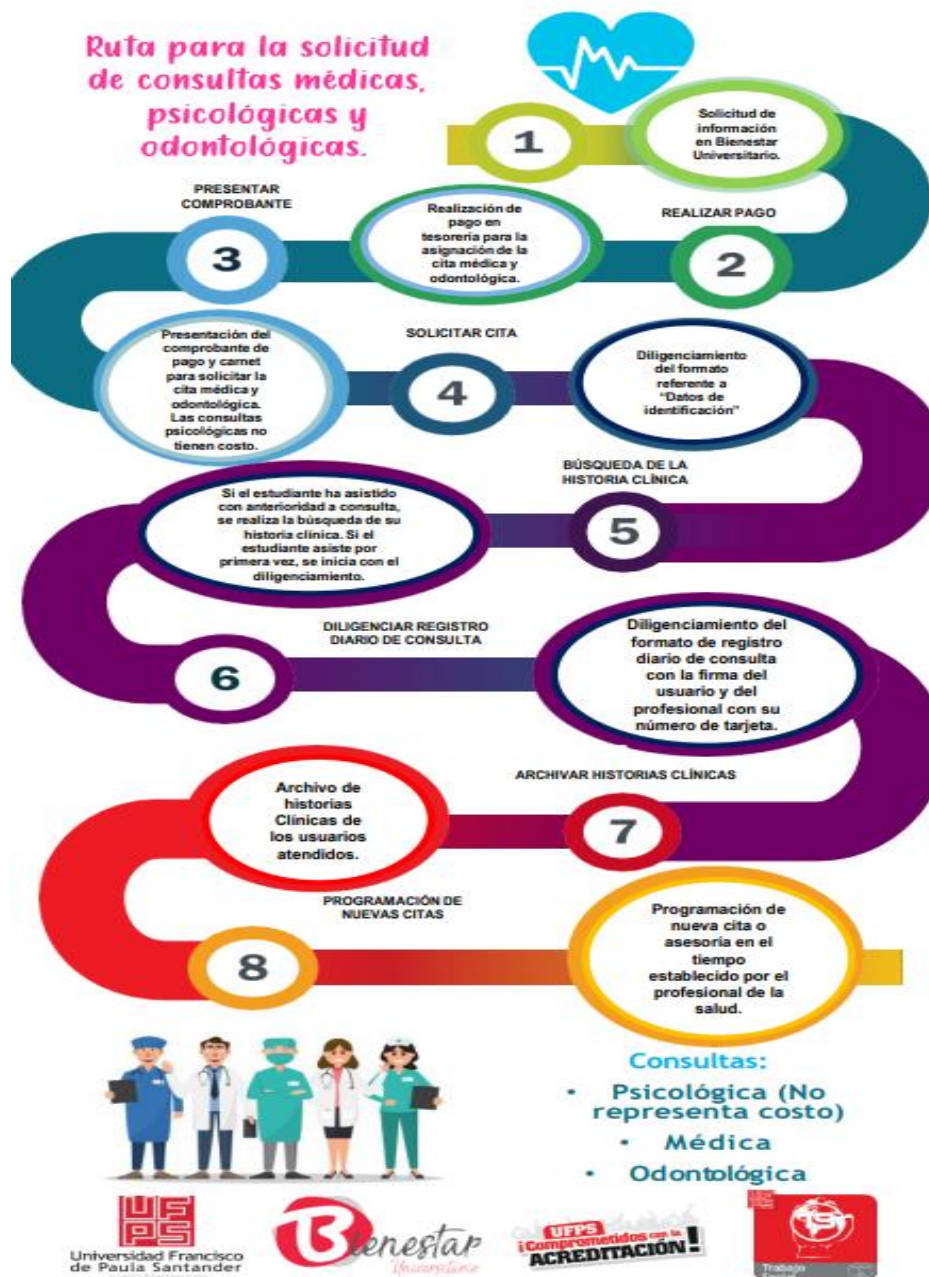 Ruta para la solicitud
de consultas médicas,
psicológicas y
odontológicas.
1
Solicitud de
información
en Bienestar
Universitario.
REALIZAR PAGO
2
Realización de
pago en
tesorería para la
asignación de la
cita médica y
odontológica.
PRESENTAR
COMPROBANTE
3
Presentación del
comprobante de
pago y carnet
para solicitar la
cita médica y
odontológica.
Las consultas
psicológicas no
tienen costo.
SOLICITAR CITA
4
Diligenciamiento
del formato
referente a
“Datos de
identificación”
BÚSQUEDA DE LA
HISTORIA CLÍNICA
5
Si el estudiante ha asistido
con anterioridad a consulta,
se realiza la búsqueda de su
historia clínica. Si el
estudiante asiste por
primera vez, se inicia con el
diligenciamiento.
DILIGENCIAR REGISTRO
DIARIO DE CONSULTA
6
Diligenciamiento del
formato de registro
diario de consulta
con la firma del
usuario y del
profesional con su
número de tarjeta.
ARCHIVAR HISTORIAS CLÍNICAS
7
Archivo de
historias
Clínicas de
los usuarios
atendidos.
PROGRAMACIÓN DE
NUEVAS CITAS
8
Programación de
nueva cita o
asesoría en el
tiempo
establecido por el
profesional de la
salud.
Consultas:
• Psicológica (No
representa costo)
• Médica
• Odontológica
UF
PS
Universidad Francisco
de Paula Santander
Bienestar
Universitario
UFPS
¡Comprometidos con la
ACREDITACIÓN!
Trabajo